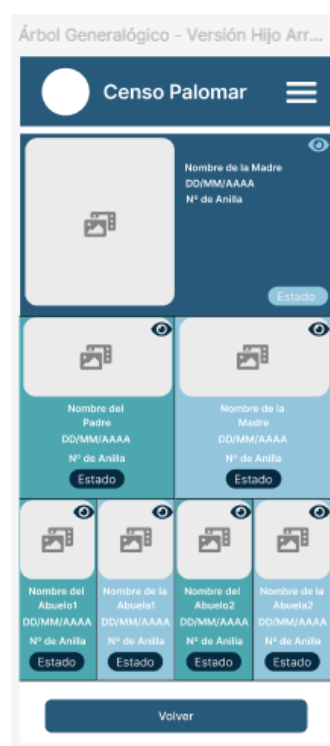 Árbol Generalógico - Versión Hijo Arr...
Censo Palomar
Nombre de la Madre
DD/MM/AAAA
Nº de Anilla
Estado
Nombre del
Padre
DD/MM/AAAA
Nº de Anilla
Estado
Nombre de la
Madre
DD/MM/AAAA
Nº de Anilla
Estado
Nombre del
Abuelo1
DD/MM/AAAA
Nº de Anilla
Estado
Nombre de la
Abuela1
DD/MM/AAAA
Nº de Anilla
Estado
Nombre del
Abuelo2
DD/MM/AAAA
Nº de Anilla
Estado
Nombre de la
Abuela2
DD/MM/AAAA
Nº de Anilla
Estado
Volver